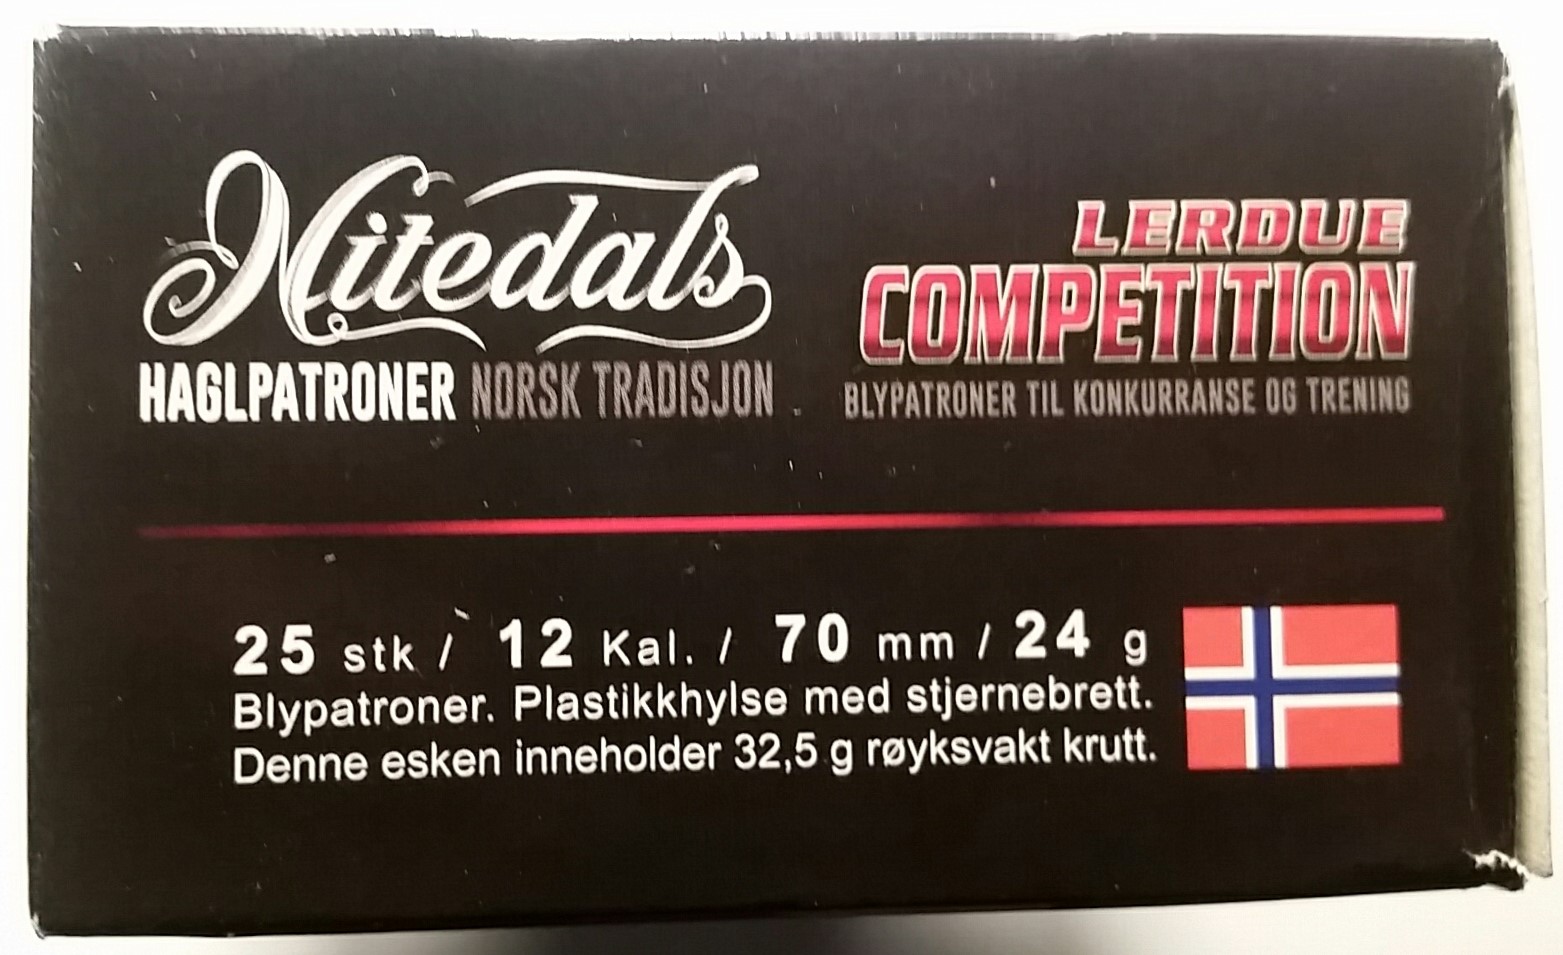 Nitedals
HAGLPATRONER NORSK TRADISJON
LERDUE
COMPETITION
BLYPATRONER TIL KONKURRANSE OG TRENING
25 stk / 12 Kal. / 70 mm / 24 g
Blypatroner. Plastikkhylse med stjernebrett.
Denne esken inneholder 32,5 g røyksvakt krutt.